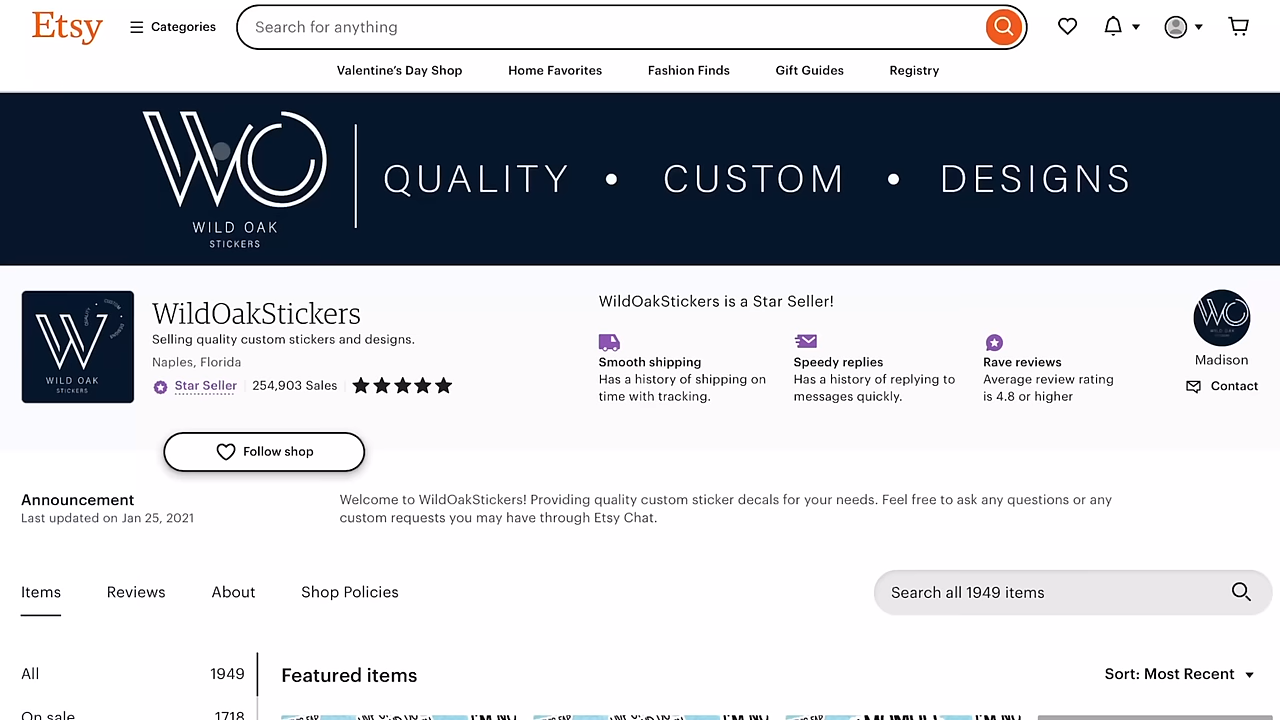 Etsy
Categories
Search for anything
Valentine's Day Shop Home Favorites Fashion Finds Gift Guides Registry
WO
WILD OAK
STICKERS
QUALITY • CUSTOM • DESIGNS
W
WILD OAK
STICKERS
WildOakStickers
Selling quality custom stickers and designs.
Naples, Florida
Star Seller 254,903 Sales
Follow shop
WildOakStickers is a Star Seller!
Smooth shipping
Has a history of shipping on
time with tracking.
Speedy replies
Has a history of replying to
messages quickly.
Rave reviews
Average review rating
is 4.8 or higher
WO
Madison
Contact
Announcement
Last updated on Jan 25, 2021
Welcome to WildOakStickers! Providing quality custom sticker decals for your needs. Feel free to ask any questions or any
custom requests you may have through Etsy Chat.
Items Reviews About Shop Policies
Search all 1949 items
All 1949
On sale 1718
Featured items
Sort: Most Recent